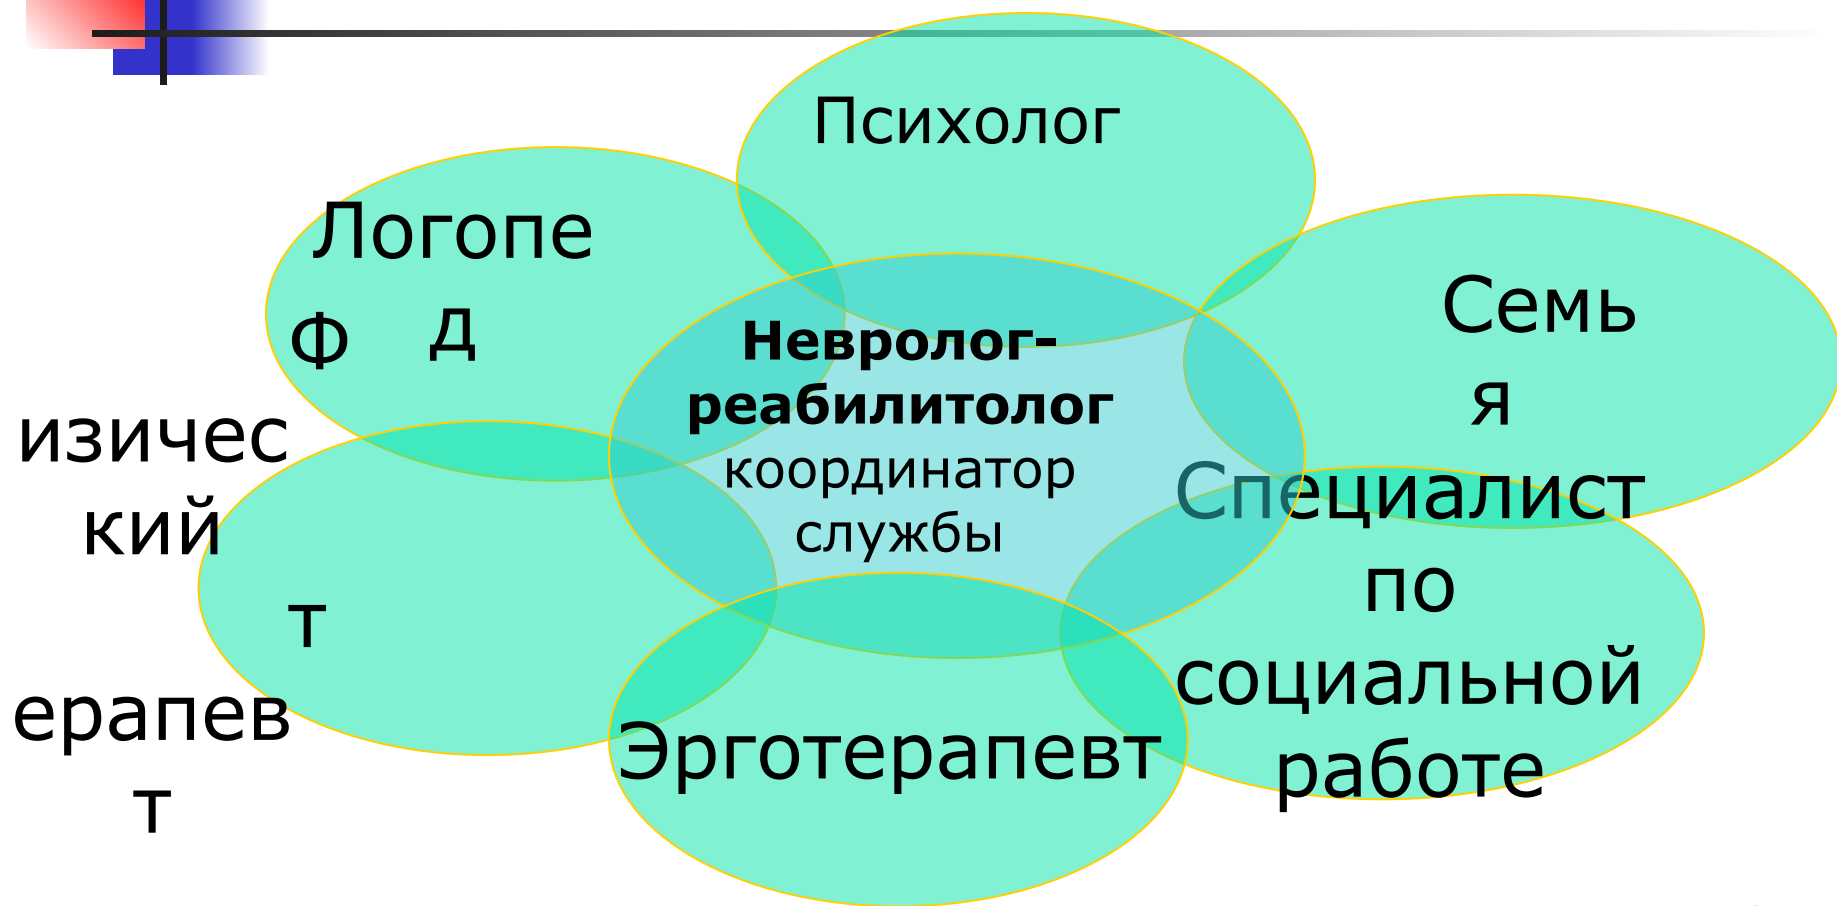 Психолог
Логопе
д
Семь
я
Невролог–
реабилитолог
координатор
службы
Ф
изичес
кий
т
ерапев
т
Специалист
по
социальной
работе
Эрготерапевт